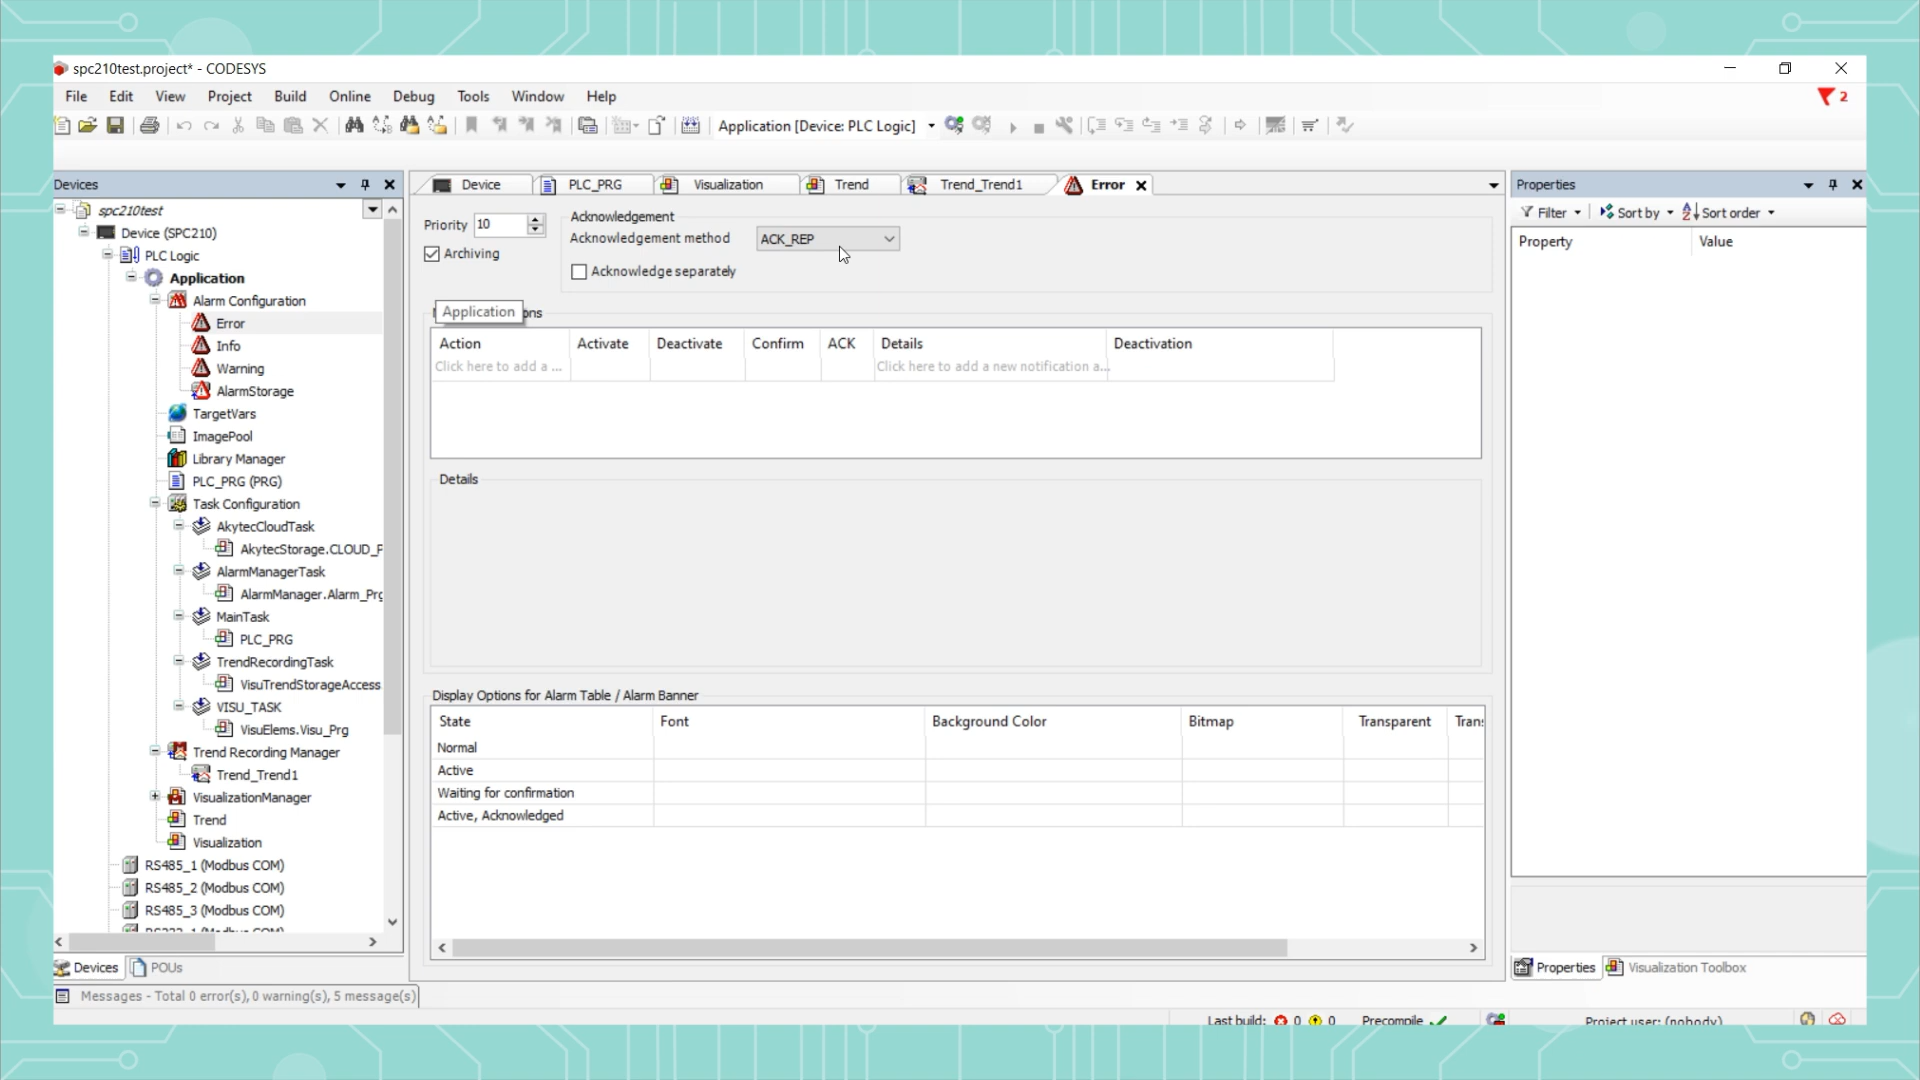 spc210test.project* - CODESYS
File Edit View Project Build Online Debug Tools Window Help
2
Application [Device: PLC Logic]
Devices
spc210test
Device (SPC210)
PLC Logic
Application
Alarm Configuration
Error
Info
Warning
AlarmStorage
TargetVars
ImagePool
Library Manager
PLC_PRG (PRG)
Task Configuration
AkytecCloudTask
AkytecStorage.CLOUD_P
AlarmManagerTask
AlarmManager.Alarm_Prg
MainTask
PLC_PRG
TrendRecordingTask
VisuTrendStorageAccess
VISU_TASK
VisuElems.Visu_Prg
Trend Recording Manager
Trend_Trend1
VisualizationManager
Trend
Visualization
RS485_1 (Modbus COM)
RS485_2 (Modbus COM)
RS485_3 (Modbus COM)
Devices POUs
Device PLC_PRG Visualization Trend Trend_Trend1 Error
Priority 10
Archiving
Acknowledgement
Acknowledgement method ACK_REP
Acknowledge separately
Application ons
Action Activate Deactivate Confirm ACK Details Deactivation
Click here to add a ... Click here to add a new notification a...
Details
Display Options for Alarm Table / Alarm Banner
State Font Background Color Bitmap Transparent Trans
Normal
Active
Waiting for confirmation
Active, Acknowledged
Properties
Filter Sort by Sort order
Property Value
Properties Visualization Toolbox
Messages - Total 0 error(s), 0 warning(s), 5 message(s)
Last build: 0 0 Precompile Project user: (nobody)